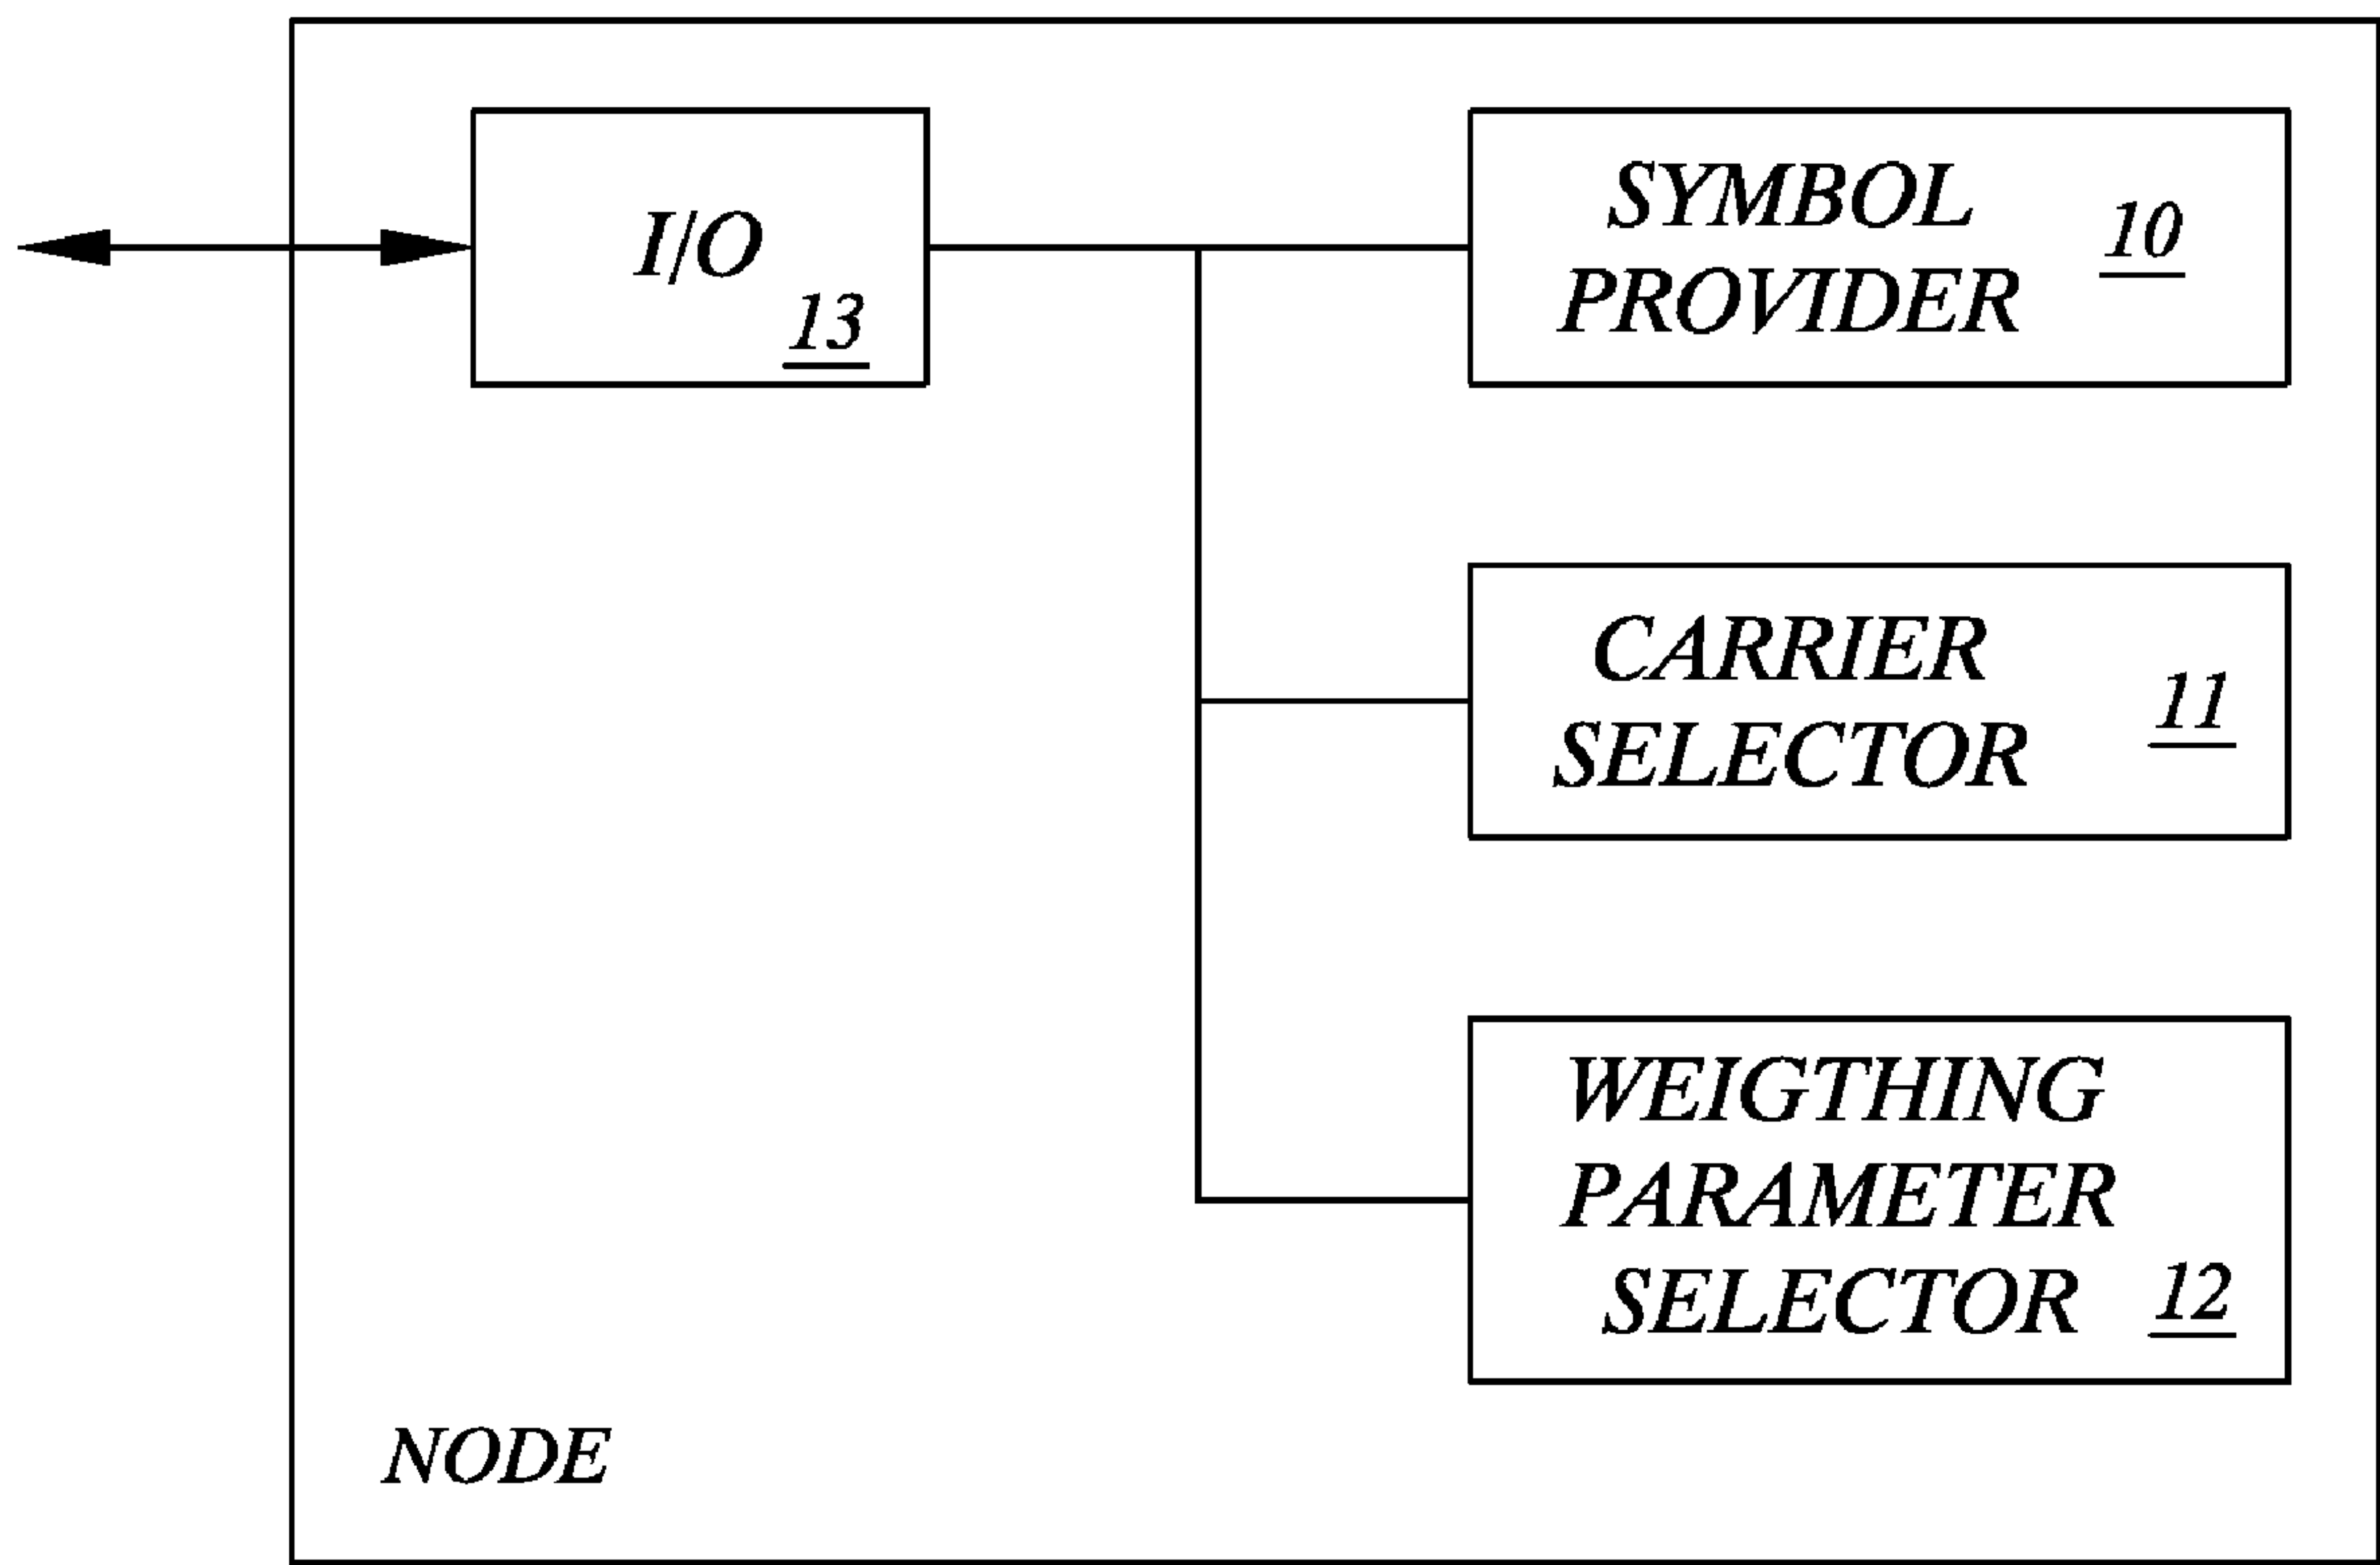 I/O
13
SYMBOL
PROVIDER
10
CARRIER
SELECTOR
11
WEIGTHING
PARAMETER
SELECTOR
12
NODE